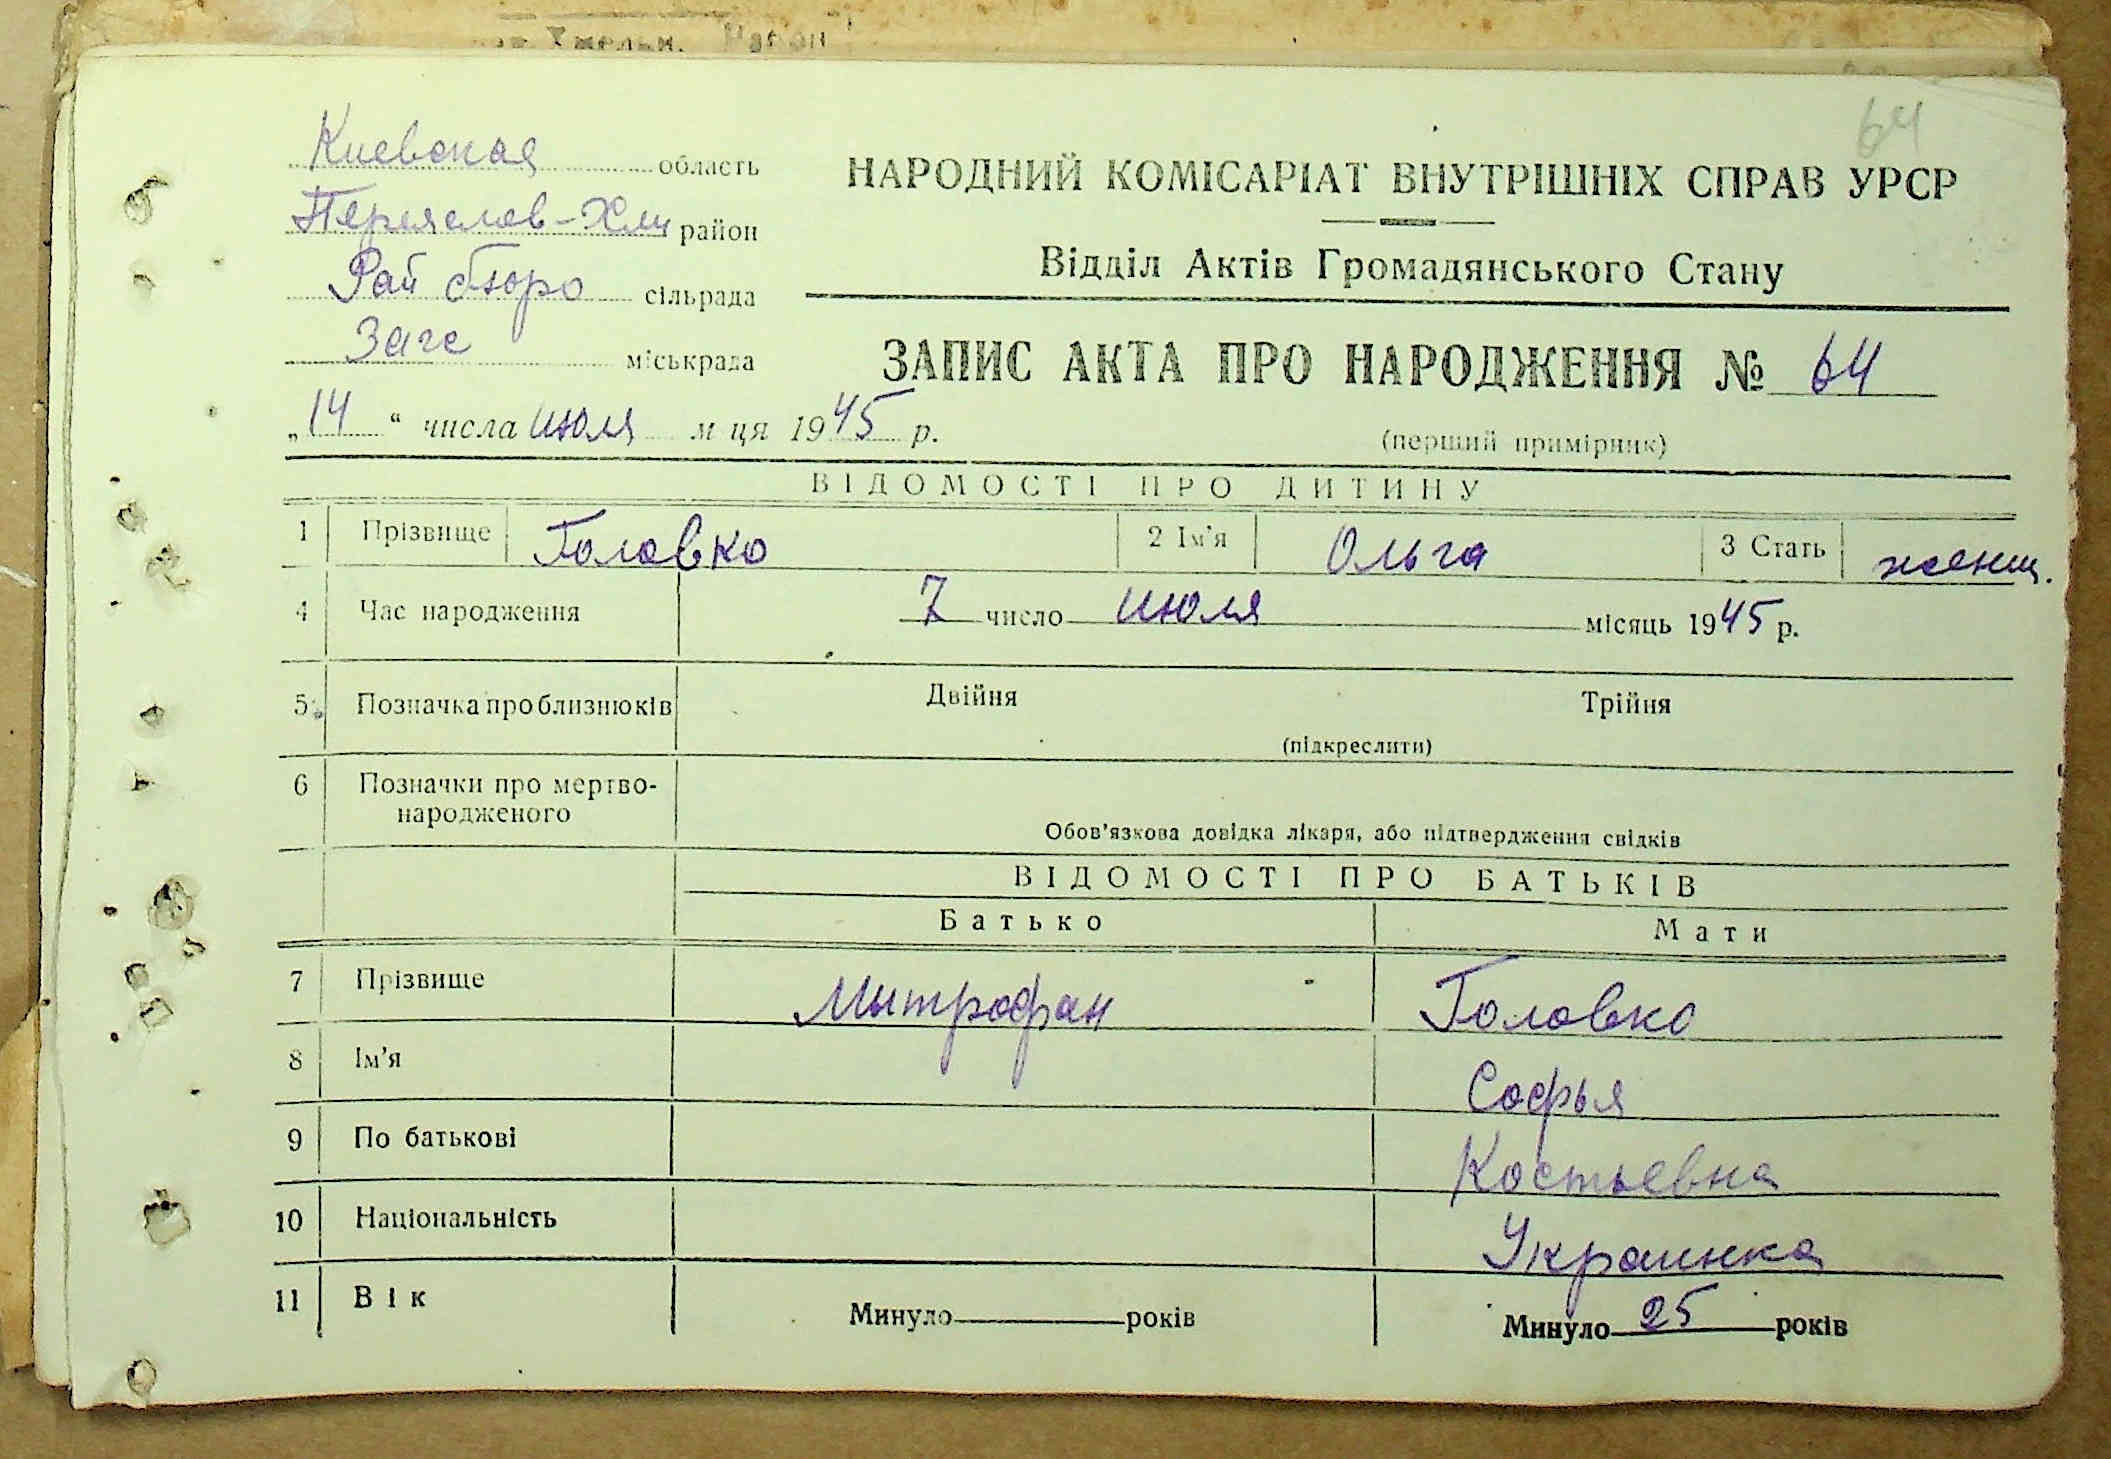 Хмельн. Район
64
Киевская область
Переяслав-Хм район
Рай бюро сільрада
Загс міськрада
„14“ числа июля м ця 1945 р.
НАРОДНИЙ КОМІСАРІАТ ВНУТРІШНІХ СПРАВ УРСР
Відділ Актів Громадянського Стану
ЗАПИС АКТА ПРО НАРОДЖЕННЯ № 64
(перший примірник)
ВІДОМОСТІ ПРО ДИТИНУ
1 Прізвище Головко 2 Ім'я Ольга 3 Стать женщ.
4 Час народження 7 число июля місяць 1945 р.
5 Позначка про близнюків Двійня Трійня
(підкреслити)
6 Позначки про мертво-
народженого
Обов'язкова довідка лікаря, або підтвердження свідків
ВІДОМОСТІ ПРО БАТЬКІВ
Батько Мати
7 Прізвище Мытрофан Головко
8 Ім'я Софья
9 По батькові Костьевна
10 Національність Украинка
11 Вік Минуло років Минуло 25 років